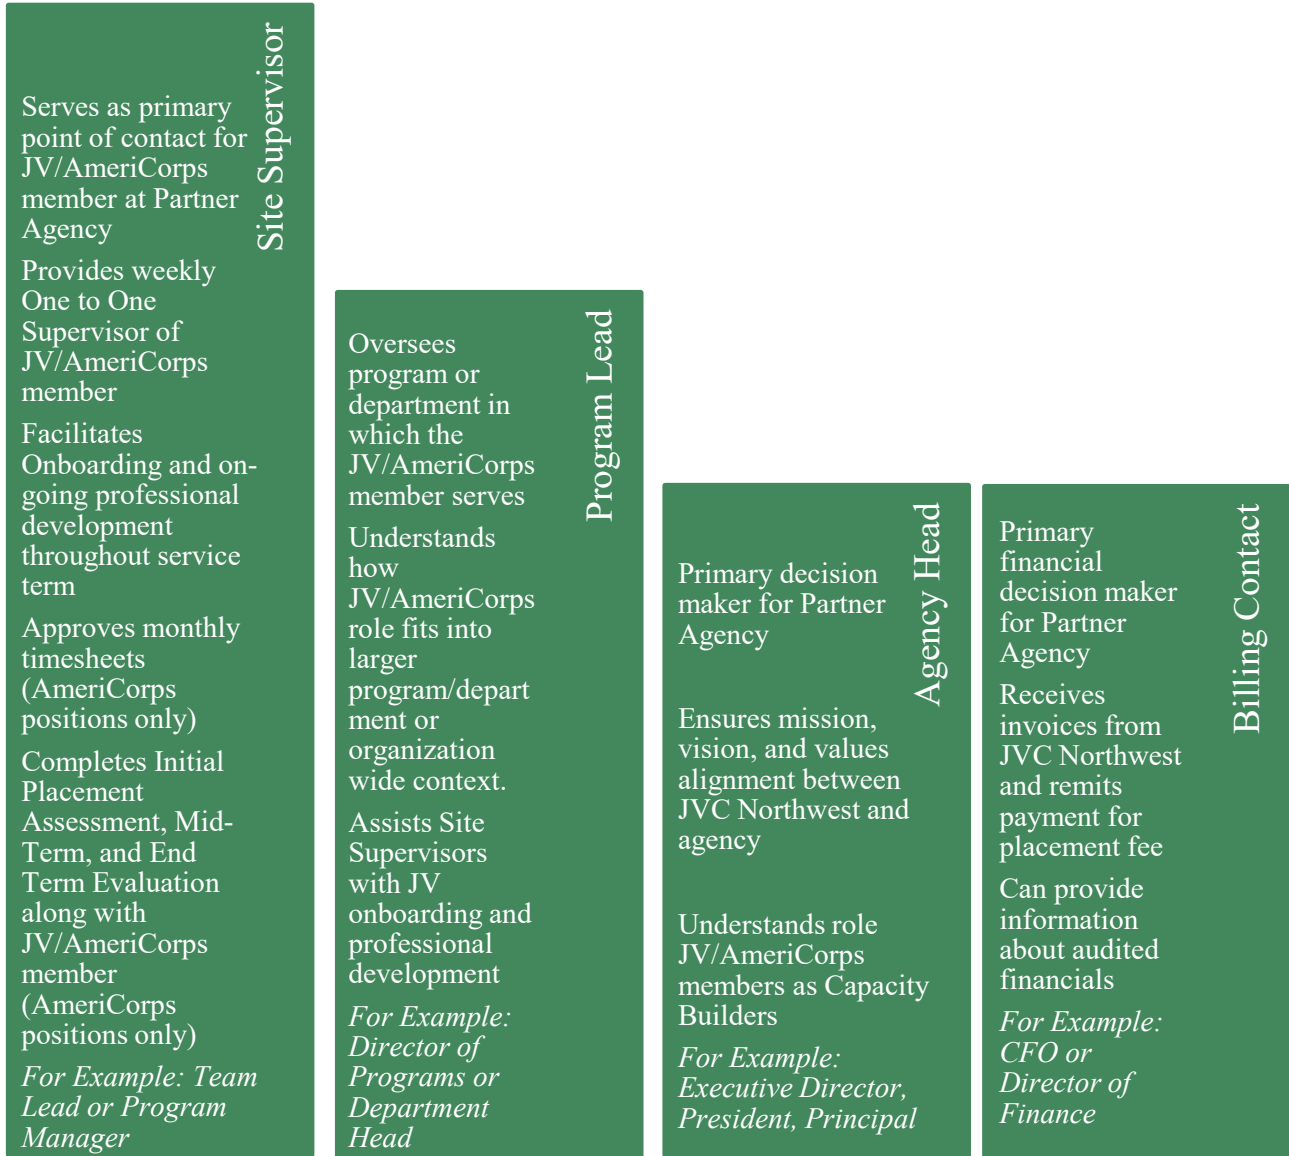 Site Supervisor
Serves as primary
point of contact for
JV/AmeriCorps
member at Partner
Agency
Provides weekly
One to One
Supervisor of
JV/AmeriCorps
member
Facilitates
Onboarding and on-
going professional
development
throughout service
term
Approves monthly
timesheets
(AmeriCorps
positions only)
Completes Initial
Placement
Assessment, Mid-
Term, and End
Term Evaluation
along with
JV/AmeriCorps
member
(AmeriCorps
positions only)
For Example: Team
Lead or Program
Manager
Program Lead
Oversees
program or
department in
which the
JV/AmeriCorps
member serves
Understands
how
JV/AmeriCorps
role fits into
larger
program/depart
ment or
organization
wide context.
Assists Site
Supervisors
with JV
onboarding and
professional
development
For Example:
Director of
Programs or
Department
Head
Agency Head
Primary decision
maker for Partner
Agency
Ensures mission,
vision, and values
alignment between
JVC Northwest and
agency
Understands role
JV/AmeriCorps
members as Capacity
Builders
For Example:
Executive Director,
President, Principal
Billing Contact
Primary
financial
decision maker
for Partner
Agency
Receives
invoices from
JVC Northwest
and remits
payment for
placement fee
Can provide
information
about audited
financials
For Example:
CFO or
Director of
Finance